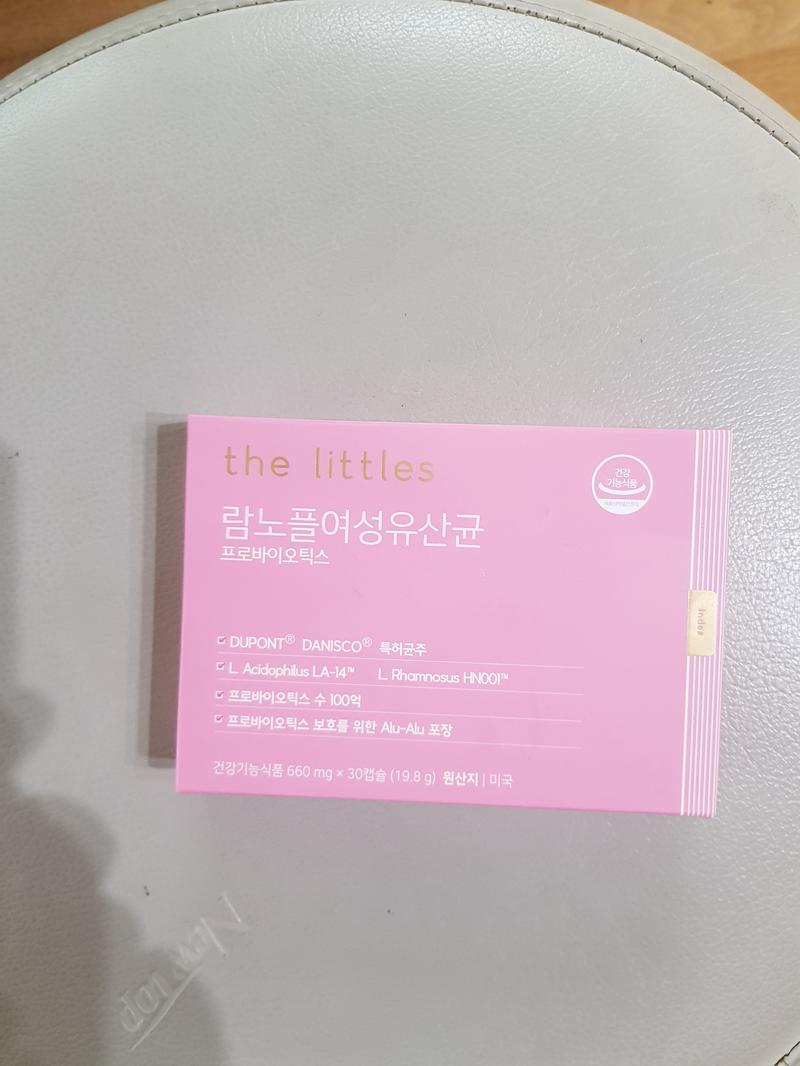 the littles
건강
기능식품
람노플여성유산균
프로바이오틱스
DUPONT® DANISCO® 특허균주
L. Acidophilus LA-14™ L. Rhamnosus HN001™
프로바이오틱스 수 100억
프로바이오틱스 보호를 위한 Alu-Alu 포장
건강기능식품 660 mg × 30캡슐 (19.8 g) 원산지 | 미국